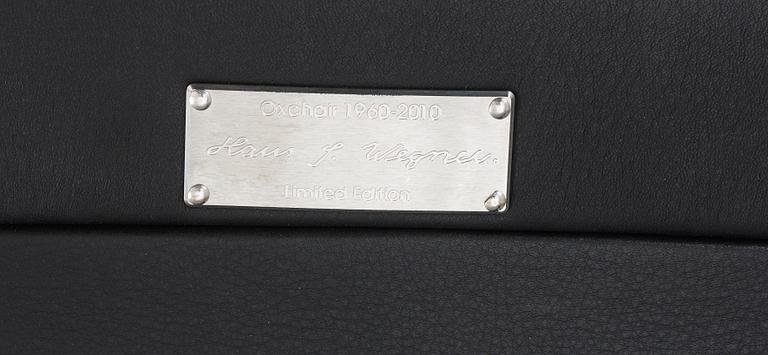 Oxchair 1960-2010
Hans J. Wegner.
Limited Edition